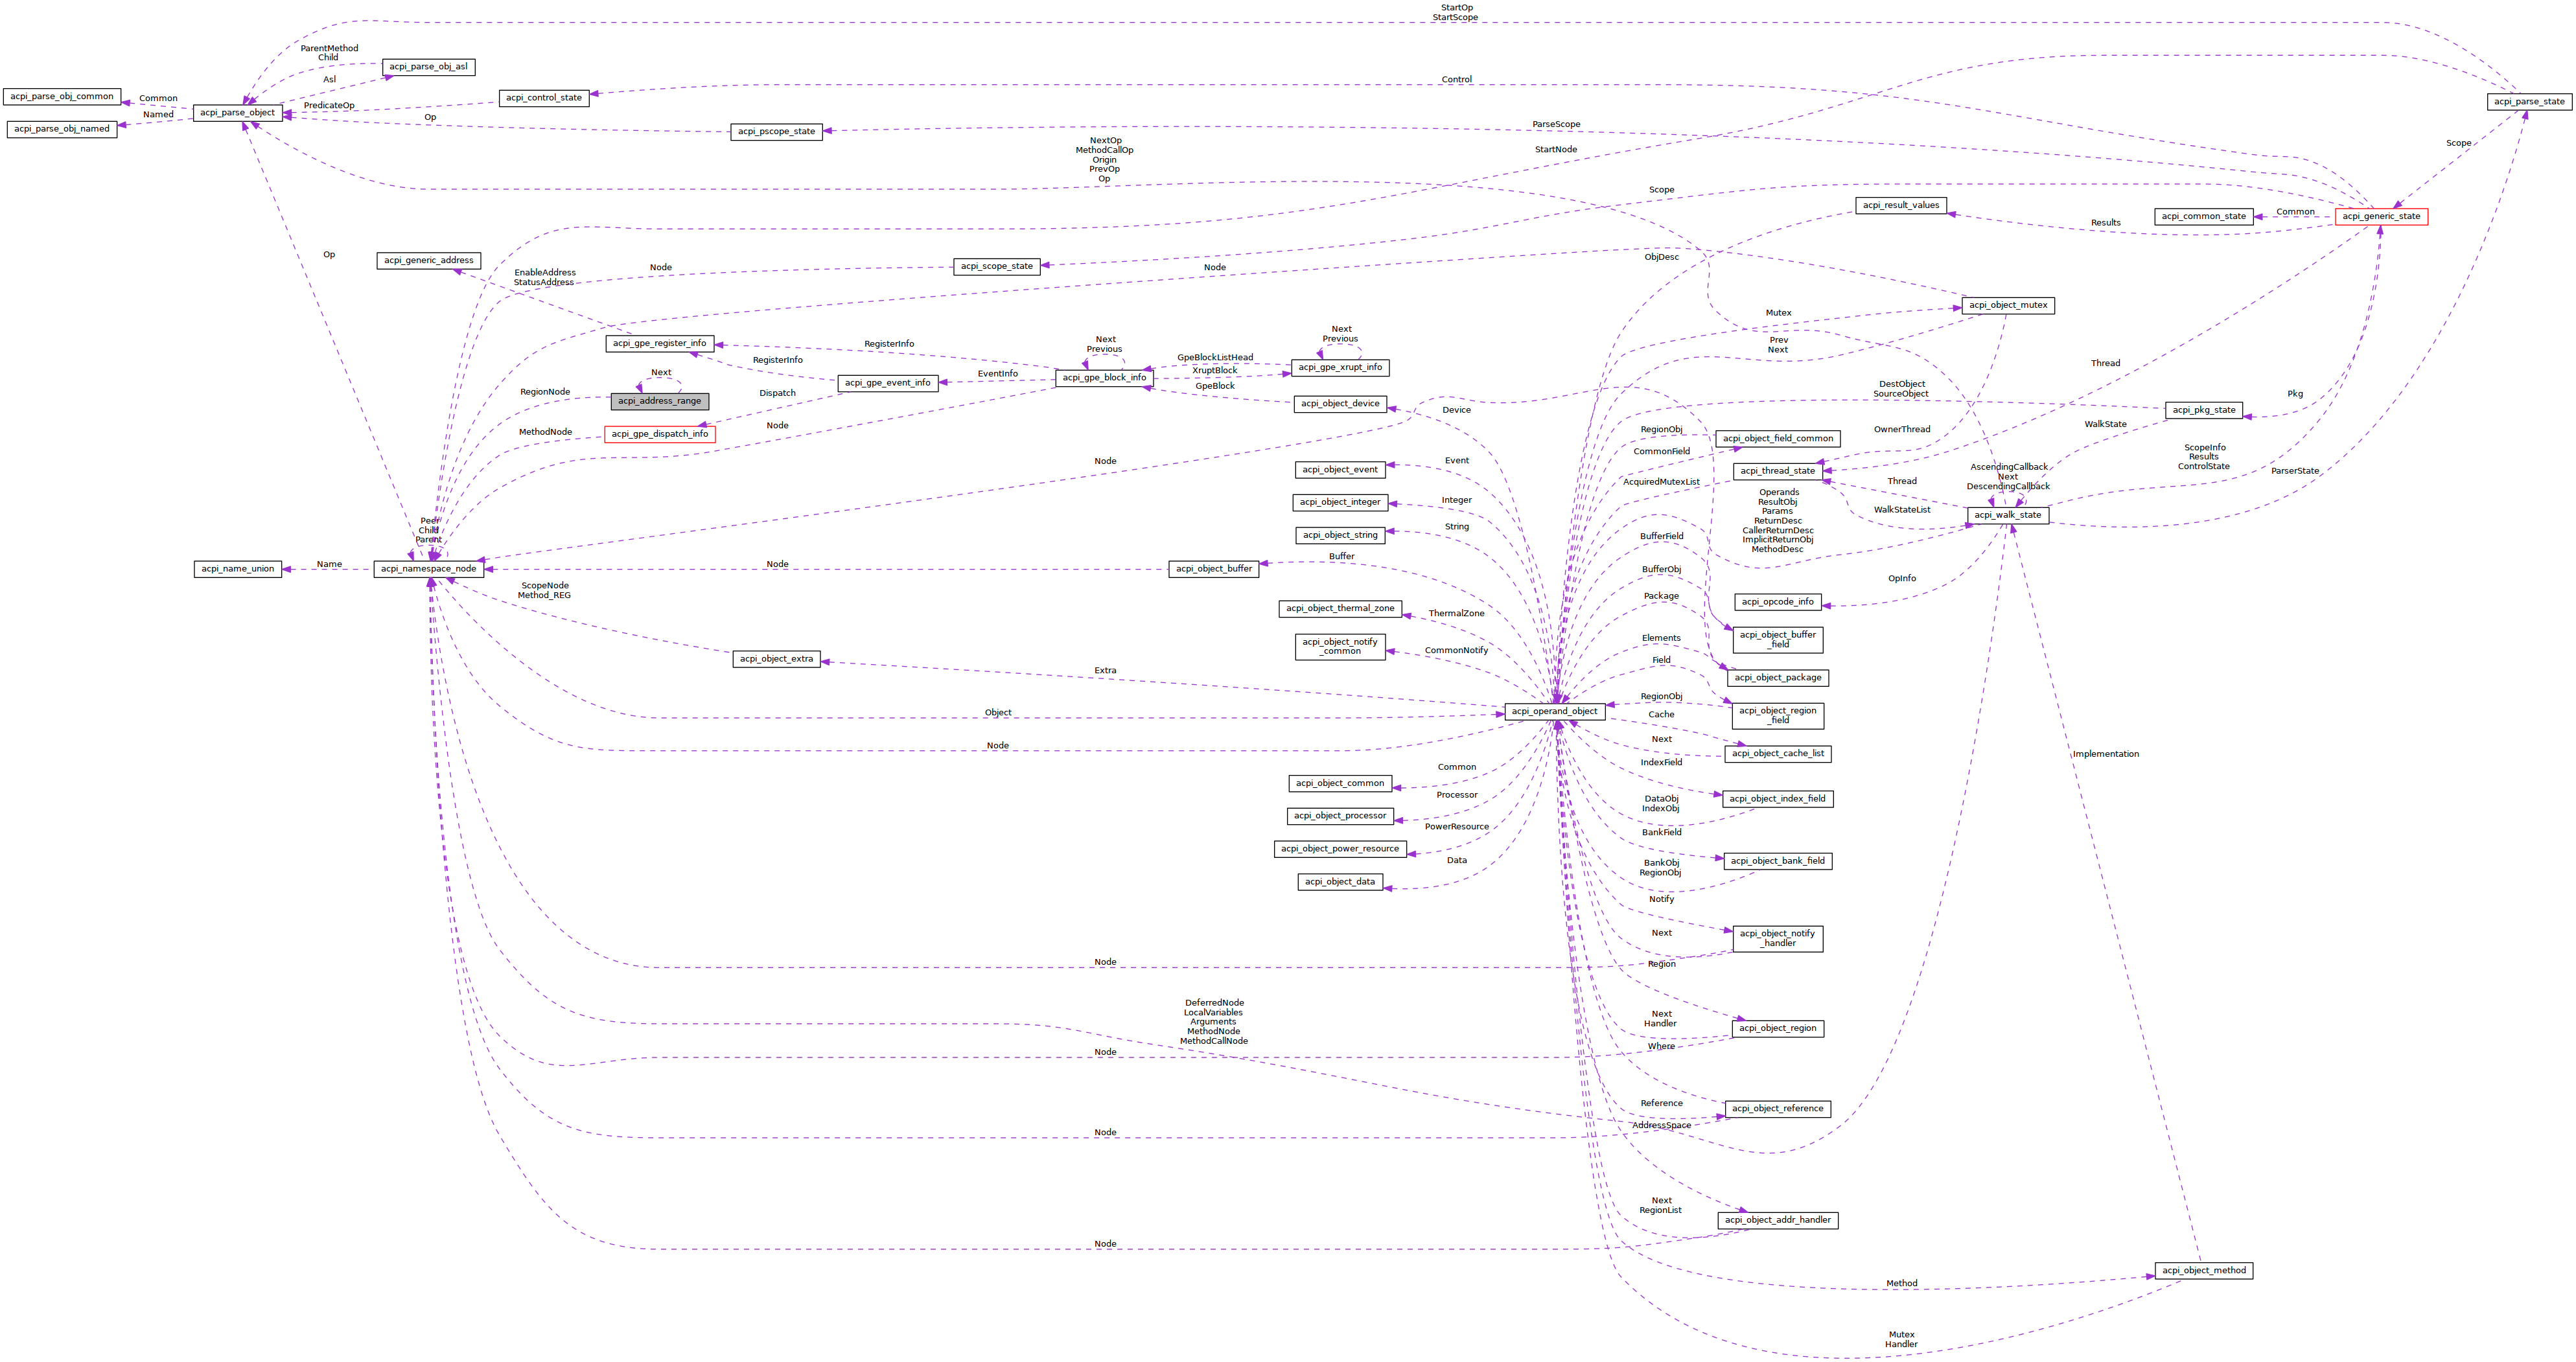 StartOp
StartScope
ParentMethod
Child
acpi_parse_obj_asl
Asl
Control
acpi_parse_obj_common
Common
acpi_control_state
acpi_parse_state
PredicateOp
acpi_parse_object
Named
Op
acpi_parse_obj_named
acpi_pscope_state
ParseScope
NextOp
MethodCallOp
Origin
PrevOp
Op
StartNode
Scope
Scope
acpi_result_values
acpi_common_state
Common
acpi_generic_state
Results
Op
acpi_generic_address
EnableAddress
StatusAddress
Node
acpi_scope_state
Node
ObjDesc
acpi_object_mutex
Mutex
acpi_gpe_register_info
RegisterInfo
Next
Previous
Next
Previous
Prev
Next
RegisterInfo
GpeBlockListHead
acpi_gpe_xrupt_info
XruptBlock
Thread
Next
EventInfo
acpi_gpe_block_info
acpi_gpe_event_info
GpeBlock
DestObject
SourceObject
RegionNode
acpi_address_range
Dispatch
acpi_object_device
Device
Pkg
acpi_pkg_state
MethodNode
acpi_gpe_dispatch_info
Node
RegionObj
acpi_object_field_common
OwnerThread
WalkState
CommonField
Node
Event
acpi_object_event
acpi_thread_state
ScopeInfo
Results
ControlState
AscendingCallback
Next
DescendingCallback
ParserState
AcquiredMutexList
Thread
acpi_object_integer
Integer
Operands
ResultObj
Params
ReturnDesc
CallerReturnDesc
ImplicitReturnObj
MethodDesc
WalkStateList
acpi_walk_state
Peer
Child
Parent
acpi_object_string
String
BufferField
acpi_name_union
Name
acpi_namespace_node
Node
acpi_object_buffer
Buffer
BufferObj
OpInfo
ScopeNode
Method_REG
Package
acpi_opcode_info
acpi_object_thermal_zone
ThermalZone
acpi_object_buffer
_field
acpi_object_notify
_common
CommonNotify
Elements
acpi_object_extra
Extra
Field
acpi_object_package
Object
acpi_operand_object
RegionObj
acpi_object_region
_field
Cache
Node
Next
acpi_object_cache_list
Implementation
IndexField
acpi_object_common
Common
acpi_object_processor
Processor
DataObj
IndexObj
acpi_object_index_field
acpi_object_power_resource
PowerResource
BankField
acpi_object_data
Data
BankObj
RegionObj
acpi_object_bank_field
Notify
Next
acpi_object_notify
_handler
Node
Region
DeferredNode
LocalVariables
Arguments
MethodNode
MethodCallNode
Next
Handler
acpi_object_region
Node
Where
Reference
acpi_object_reference
Node
AddressSpace
Next
RegionList
acpi_object_addr_handler
Node
Method
acpi_object_method
Mutex
Handler